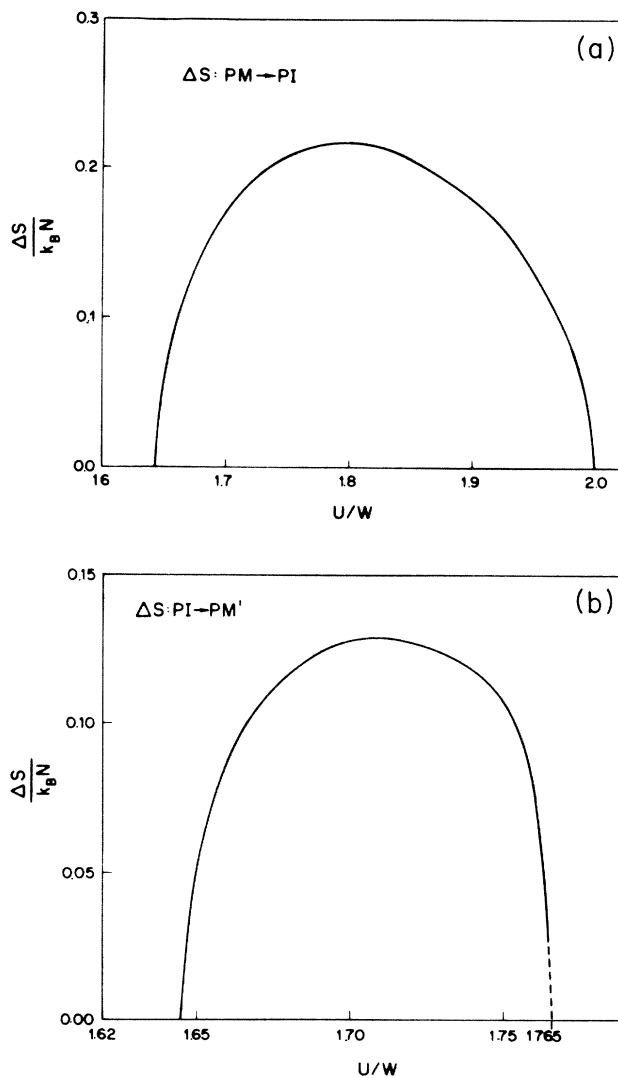 0.3
(a)
ΔS: PM→PI
0.2
ΔS
k_B N
0.1
0.0
1.6 1.7 1.8 1.9 2.0
U/W
0.15
(b)
ΔS:PI→PM'
0.10
ΔS
k_B N
0.05
0.00
1.62 1.65 1.70 1.75 1.765
U/W